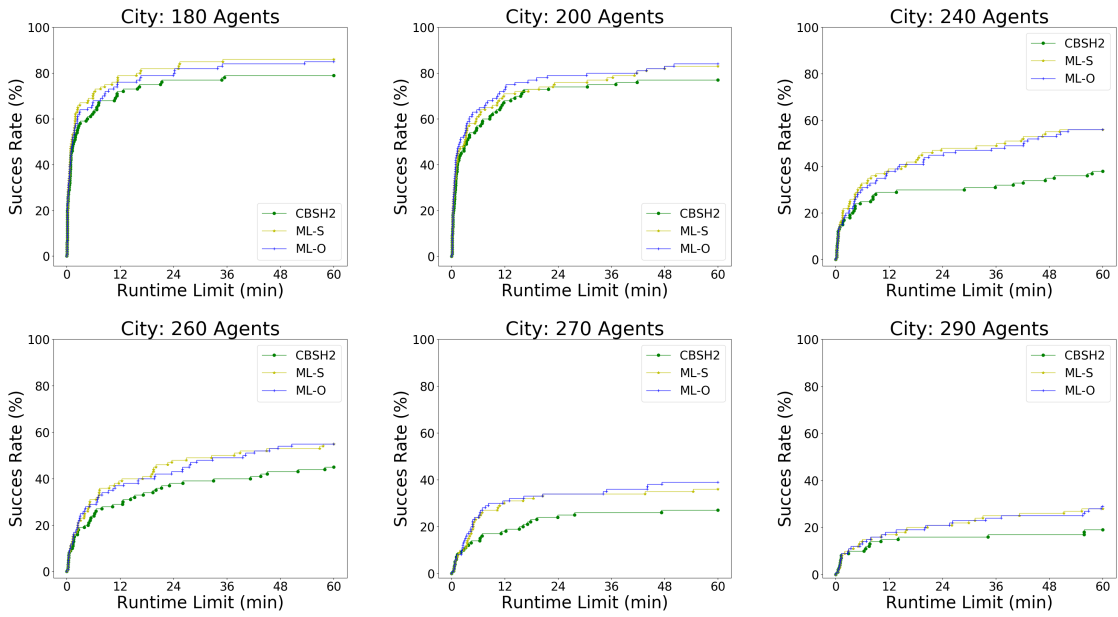 City: 180 Agents
Succes Rate (%)
100
80
60
40
20
0
CBSH2
ML-S
ML-O
0 12 24 36 48 60
Runtime Limit (min)
City: 200 Agents
Succes Rate (%)
100
80
60
40
20
0
CBSH2
ML-S
ML-O
0 12 24 36 48 60
Runtime Limit (min)
City: 240 Agents
Succes Rate (%)
100
80
60
40
20
0
CBSH2
ML-S
ML-O
0 12 24 36 48 60
Runtime Limit (min)
City: 260 Agents
Succes Rate (%)
100
80
60
40
20
0
CBSH2
ML-S
ML-O
0 12 24 36 48 60
Runtime Limit (min)
City: 270 Agents
Succes Rate (%)
100
80
60
40
20
0
CBSH2
ML-S
ML-O
0 12 24 36 48 60
Runtime Limit (min)
City: 290 Agents
Succes Rate (%)
100
80
60
40
20
0
CBSH2
ML-S
ML-O
0 12 24 36 48 60
Runtime Limit (min)